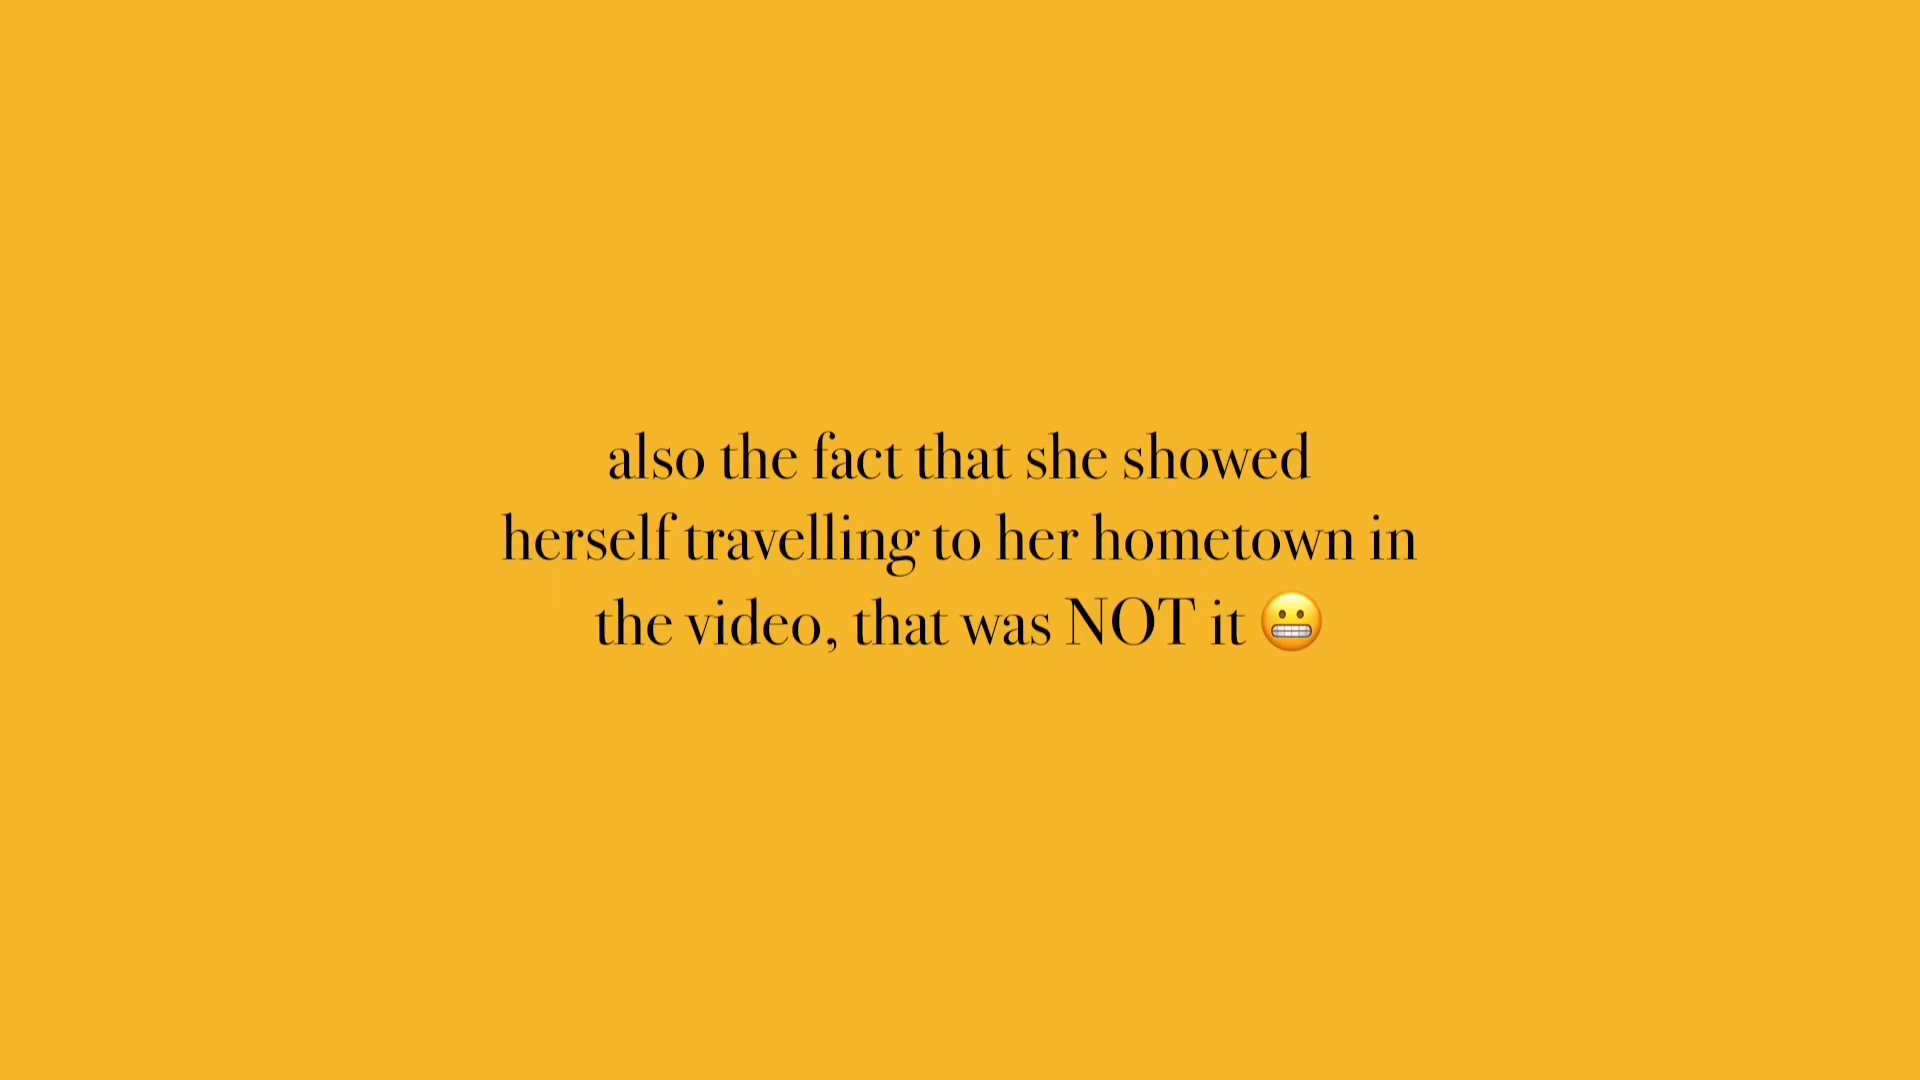 also the fact that she showed
herself travelling to her hometown in
the video, that was NOT it 😬